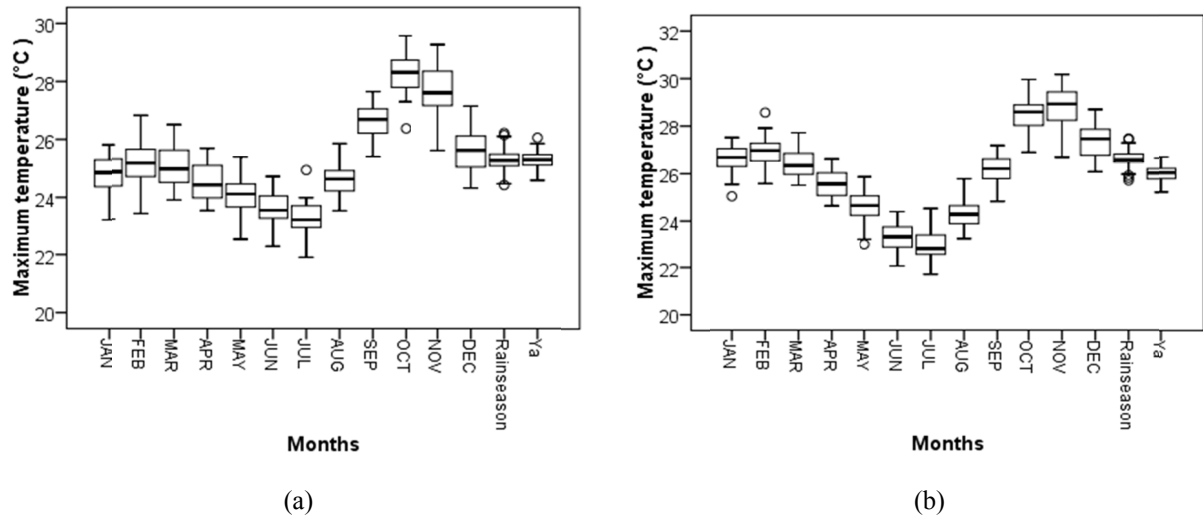 Maximum temperature (°C )
30
28
26
24
22
20
JAN
FEB
MAR
APR
MAY
JUN
JUL
AUG
SEP
OCT
NOV
DEC
Rainseason
Ya
Months
(a)
Maximum temperature (°C )
32
30
28
26
24
22
20
JAN
FEB
MAR
APR
MAY
JUN
JUL
AUG
SEP
OCT
NOV
DEC
Rainseason
Ya
Months
(b)